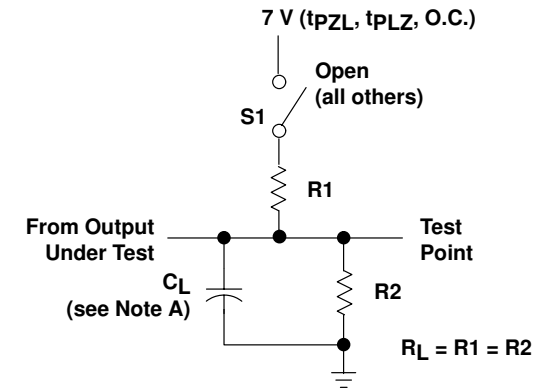 7 V (tPZL, tPLZ, O.C.)
Open
(all others)
S1
R1
From Output
Under Test
Test
Point
CL
(see Note A)
R2
RL = R1 = R2